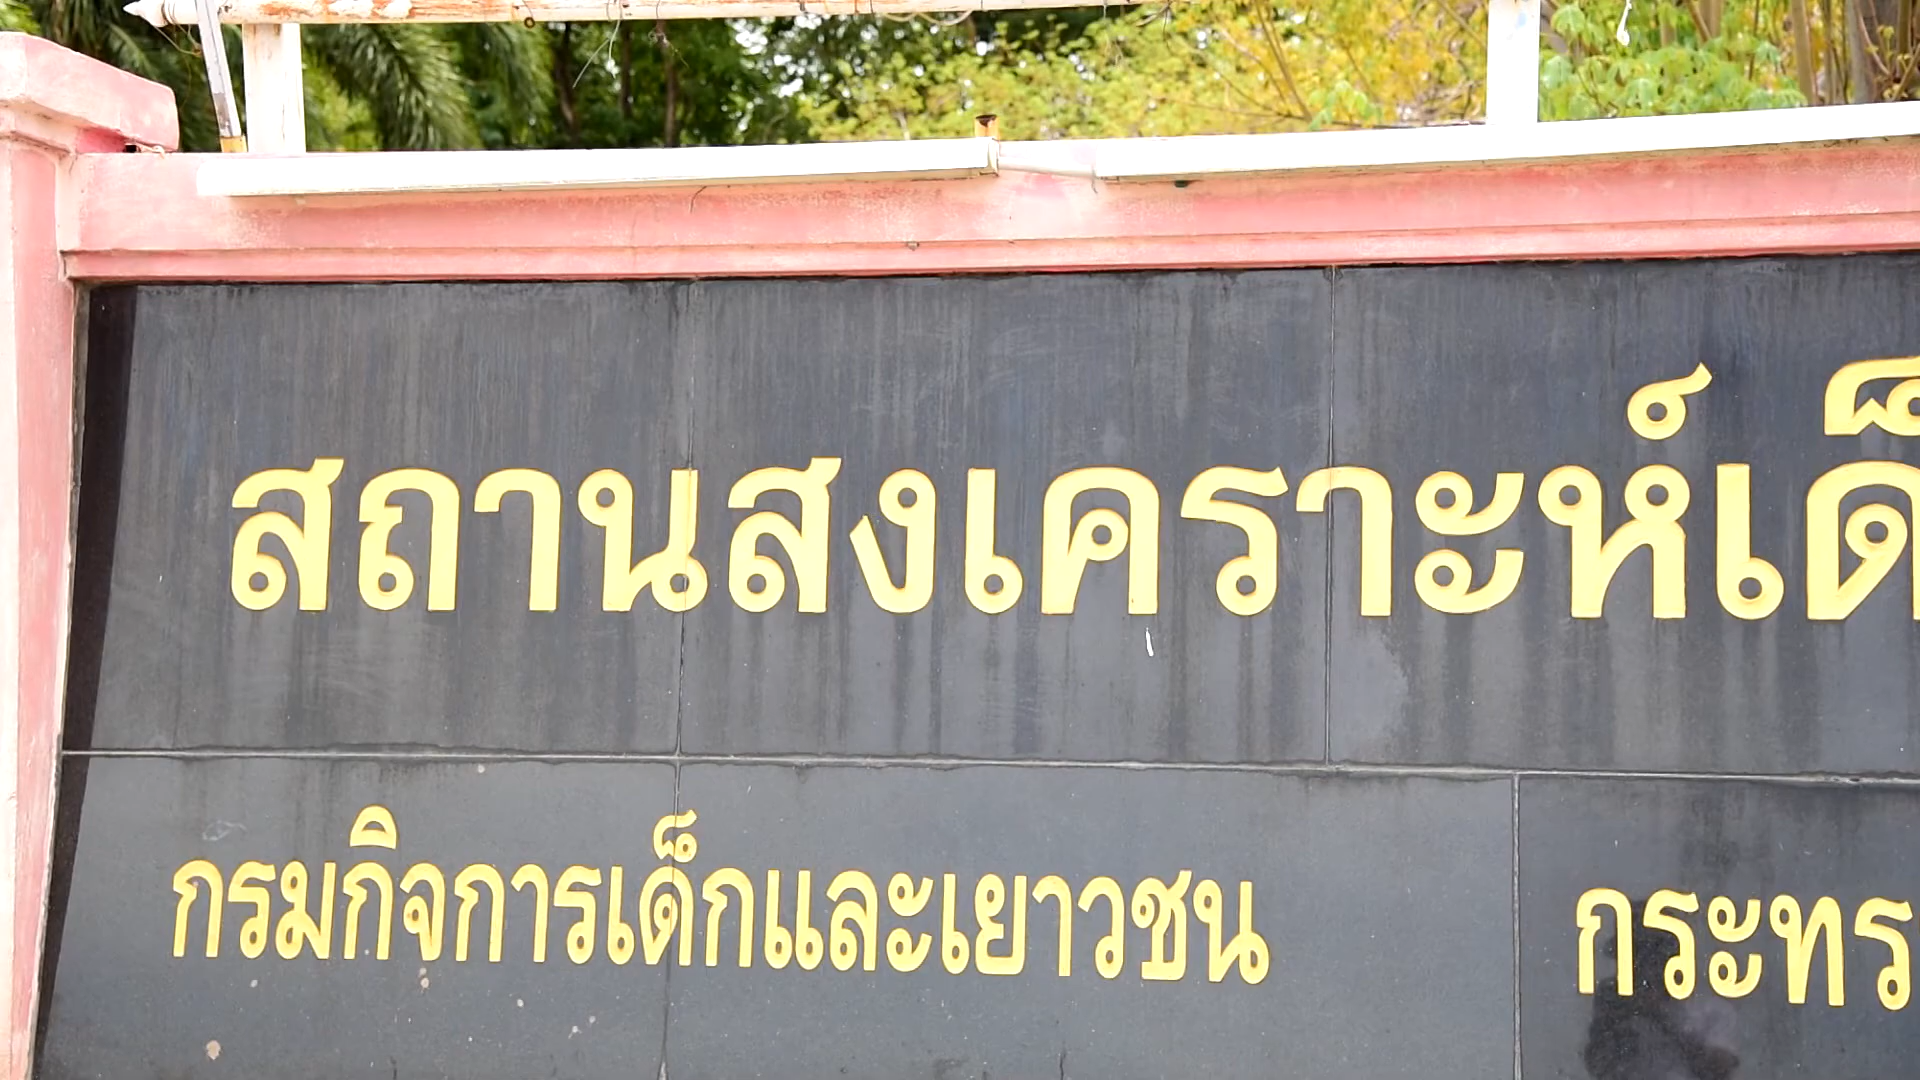 สถานสงเคราะห์เด็
กรมกิจการเด็กและเยาวชน กระทร